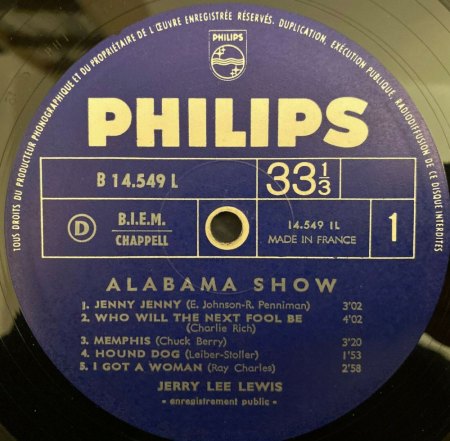 TOUS DROITS DU PRODUCTEUR PHONOGRAPHIQUE ET DU PROPRIÉTAIRE DE L'ŒUVRE ENREGISTRÉE RÉSERVÉS. DUPLICATION, EXÉCUTION PUBLIQUE, RADIODIFFUSION DE CE DISQUE INTERDITES
PHILIPS
PHILIPS
B 14.549 L
33 1/3
D
B.I.E.M.
CHAPPELL
14.549 1L
MADE IN FRANCE
1
ALABAMA SHOW
1. JENNY JENNY (E. Johnson-R. Penniman) 3'02
2. WHO WILL THE NEXT FOOL BE 4'02
(Charlie Rich)
3. MEMPHIS (Chuck Berry) 3'20
4. HOUND DOG (Leiber-Stoller) 1'53
5. I GOT A WOMAN (Ray Charles) 2'58
JERRY LEE LEWIS
- enregistrement public -